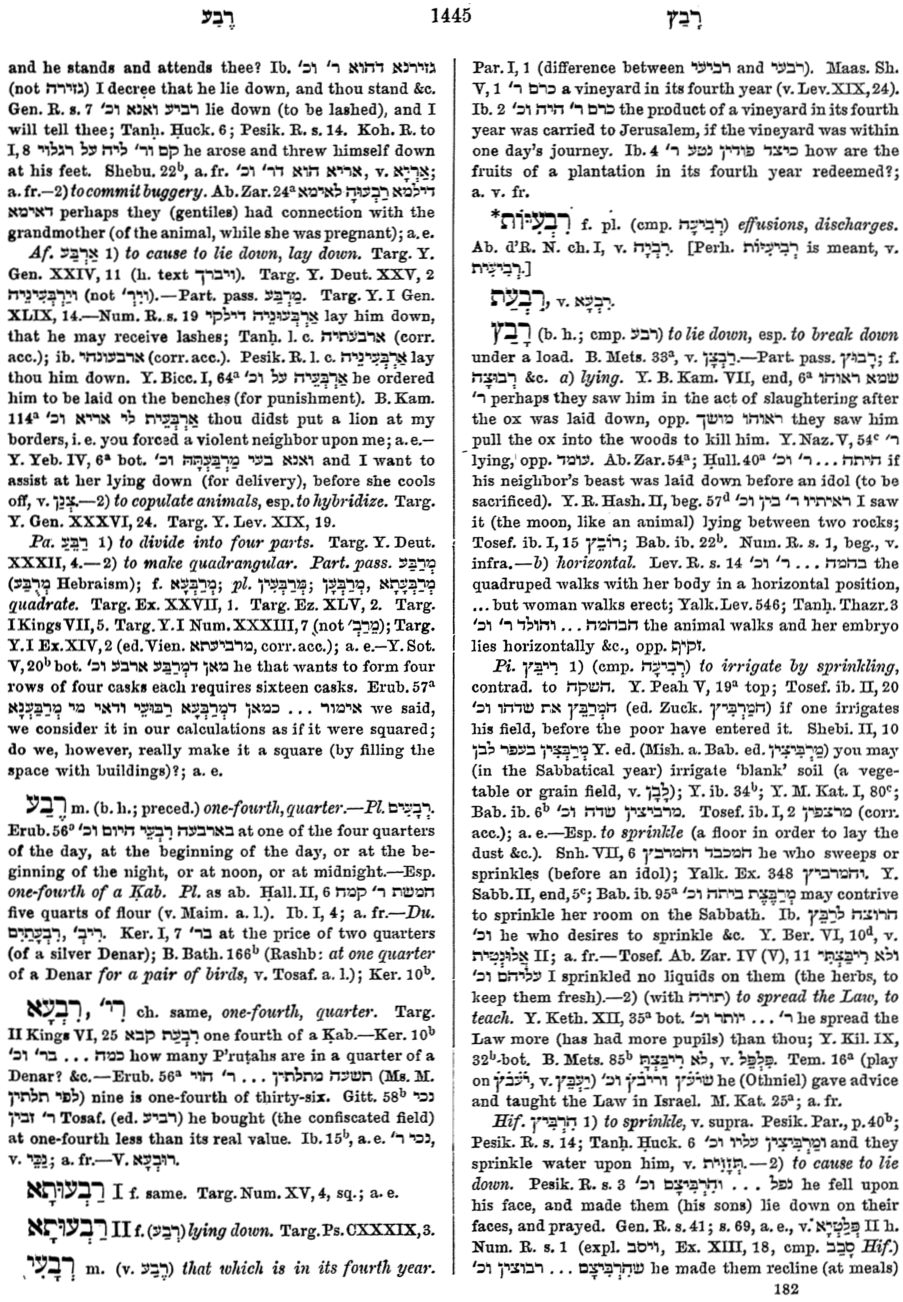 רֶבַע 1445 רָבַץ
and he stands and attends thee? Ib. גזירנא דהוא ר' וכ'
(not גזירה) I decree that he lie down, and thou stand &c.
Gen. R. s. 7 רביע ואנא וכ' lie down (to be lashed), and I
will tell thee; Tanḥ. Ḥuck. 6; Pesik. R. s. 14. Koh. R. to
I, 8 קם ור' ליה על רגלוי he arose and threw himself down
at his feet. Shebu. 22ᵇ, a. fr. אריא הוא דר' וכ', v. אַרְיָא;
a. fr.—2) to commit buggery. Ab. Zar. 24ᵃ דילמא רַבְעוּהָ לאימא
דאימא perhaps they (gentiles) had connection with the
grandmother (of the animal, while she was pregnant); a. e.
Af. אַרְבַּע 1) to cause to lie down, lay down. Targ. Y.
Gen. XXIV, 11 (h. text ויברך). Targ. Y. Deut. XXV, 2
וְיַרְבְּעִינֵיהּ (not וְיִרְ').—Part. pass. מַרְבַּע. Targ. Y. I Gen.
XLIX, 14.—Num. R. s. 19 אַרְבְּעוּנֵיהּ דילקי lay him down,
that he may receive lashes; Tanḥ. l. c. ארבעתיה (corr.
acc.); ib. ארבעונהי (corr. acc.). Pesik. R. l. c. אַרְבְּעִינֵיהּ lay
thou him down. Y. Bicc. I, 64ᵃ אַרְבְּעֵיהּ על וכ' he ordered
him to be laid on the benches (for punishment). B. Kam.
114ᵃ אַרְבְּעִית לי אריא וכ' thou didst put a lion at my
borders, i. e. you forced a violent neighbor upon me; a. e.—
Y. Yeb. IV, 6ᵃ bot. ואנא בעי מַרְבַּעְתָּהּ וכ' and I want to
assist at her lying down (for delivery), before she cools
off, v. צְנַן.—2) to copulate animals, esp. to hybridize. Targ.
Y. Gen. XXXVI, 24. Targ. Y. Lev. XIX, 19.
Pa. רַבַּע 1) to divide into four parts. Targ. Y. Deut.
XXXII, 4.—2) to make quadrangular. Part. pass. מְרַבַּע
(מְרֻבַּע Hebraism); f. מְרַבְּעָא; pl. מְרַבְּעִין; מְרַבְּעָתָא, מְרַבְּעָן
quadrate. Targ. Ex. XXVII, 1. Targ. Ez. XLV, 2. Targ.
I Kings VII, 5. Targ. Y. I Num. XXXIII, 7 (not מַרְבְ'); Targ.
Y. I Ex. XIV, 2 (ed. Vien. מורביעתא, corr. acc.); a. e.—Y. Sot.
V, 20ᵇ bot. מאן דמְרַבַּע ארבע וכ' he that wants to form four
rows of four casks each requires sixteen casks. Erub. 57ᵃ
אימור ... כמאן דמְרַבְּעָא רַבּוּעֵי ודאי מי מְרַבְּעָנָא we said,
we consider it in our calculations as if it were squared;
do we, however, really make it a square (by filling the
space with buildings)?; a. e.
רֶבַע m. (b. h.; preced.) one-fourth, quarter.—Pl. רְבָעִים.
Erub. 56ᵃ בארבעה רִבְעֵי היום וכ' at one of the four quarters
of the day, at the beginning of the day, or at the be-
ginning of the night, or at noon, or at midnight.—Esp.
one-fourth of a Kab. Pl. as ab. Ḥall. II, 6 חמשת ר' קמח
five quarts of flour (v. Maim. a. l.). Ib. I, 4; a. fr.—Du.
רִבְעָתַיִם, רִיבְ'. Ker. I, 7 בר' at the price of two quarters
(of a silver Denar); B. Bath. 166ᵇ (Rashb: at one quarter
of a Denar for a pair of birds, v. Tosaf. a. l.); Ker. 10ᵇ.
רִבְעָא, רִי' ch. same, one-fourth, quarter. Targ.
II Kings VI, 25 רִבְעַת קבא one fourth of a Ḳab.—Ker. 10ᵇ
כמה ... בר' וכ' how many P'ruṭahs are in a quarter of a
Denar? &c.—Erub. 56ᵃ תשעה מתלתין ... ר' הוי (Ms. M.
לפי תלתין) nine is one-fourth of thirty-six. Gitt. 58ᵇ נכי
ר' זבין Tosaf. (ed. רביע) he bought (the confiscated field)
at one-fourth less than its real value. Ib. 15ᵇ, a. e. נכי ר',
v. נְכֵי; a. fr.—V. רוּבְעָא.
רַבְעוּתָא I f. same. Targ. Num. XV, 4, sq.; a. e.
רַבְעוּתָא II f. (רְבַע) lying down. Targ. Ps. CXXXIX, 3.
רְבָעִי m. (v. רֶבַע) that which is in its fourth year.
Par. I, 1 (difference between רביעי and רבעי). Maas. Sh.
V, 1 כרם ר' a vineyard in its fourth year (v. Lev. XIX, 24).
Ib. 2 כרם ר' היה וכ' the product of a vineyard in its fourth
year was carried to Jerusalem, if the vineyard was within
one day's journey. Ib. 4 כיצד פודין נטע ר' how are the
fruits of a plantation in its fourth year redeemed?;
a. v. fr.
*רִבְעִיּוֹת f. pl. (cmp. רְבִיעָה) effusions, discharges.
Ab. d'R. N. ch. I, v. רְבִיָּה. [Perh. רְבִיעִיּוֹת is meant, v.
רְבִיעִית.]
רִבְעַת, v. רִבְעָא.
רָבַץ (b. h.; cmp. רבע) to lie down, esp. to break down
under a load. B. Mets. 33ᵃ, v. רַבְצָן.—Part. pass. רָבוּץ; f.
רְבוּצָה &c. a) lying. Y. B. Kam. VII, end, 6ᵃ שמא ראוהו
ר' perhaps they saw him in the act of slaughtering after
the ox was laid down, opp. ראוהו מושך they saw him
pull the ox into the woods to kill him. Y. Naz. V, 54ᶜ ר'
lying, opp. עומד. Ab. Zar. 54ᵃ; Ḥull. 40ᵃ היתה ... ר' וכ' if
his neighbor's beast was laid down before an idol (to be
sacrificed). Y. R. Hash. II, beg. 57ᵈ ראיתיו ר' בין וכ' I saw
it (the moon, like an animal) lying between two rocks;
Tosef. ib. I, 15 רוֹבֵץ; Bab. ib. 22ᵇ. Num. R. s. 1, beg., v.
infra.—b) horizontal. Lev. R. s. 14 בהמה ... ר' וכ' the
quadruped walks with her body in a horizontal position,
... but woman walks erect; Yalk. Lev. 546; Tanḥ. Thazr. 3
הבהמה ... והולד ר' וכ' the animal walks and her embryo
lies horizontally &c., opp. זקוף.
Pi. רִיבֵּץ 1) (cmp. רְבִיעָה) to irrigate by sprinkling,
contrad. to השקה. Y. Peah V, 19ᵃ top; Tosef. ib. II, 20
המְרַבֵּץ את שדהו וכ' (ed. Zuck. המַרְבִּיץ) if one irrigates
his field, before the poor have entered it. Shebi. II, 10
מְרַבְּצִין בעפר לבן Y. ed. (Mish. a. Bab. ed. מַרְבִּיצִין) you may
(in the Sabbatical year) irrigate 'blank' soil (a vege-
table or grain field, v. לָבָן); Y. ib. 34ᵇ; Y. M. Kat. I, 80ᶜ;
Bab. ib. 6ᵇ מרביצין שדה וכ'. Tosef. ib. I, 2 מרצפין (corr.
acc.); a. e.—Esp. to sprinkle (a floor in order to lay the
dust &c.). Snh. VII, 6 המכבד והמרבץ he who sweeps or
sprinkles (before an idol); Yalk. Ex. 348 והמרביץ. Y.
Sabb. II, end, 5ᶜ; Bab. ib. 95ᵃ מְרַבֶּצֶת ביתה וכ' may contrive
to sprinkle her room on the Sabbath. Ib. הרוצה לרַבֵּץ
וכ' he who desires to sprinkle &c. Y. Ber. VI, 10ᵈ, v.
אֲלוּנְטִית II; a. fr.—Tosef. Ab. Zar. IV (V), 11 ולא רִיבַּצְתִּי
עליהם וכ' I sprinkled no liquids on them (the herbs, to
keep them fresh).—2) (with תורה) to spread the Law, to
teach. Y. Keth. XII, 35ᵃ bot. ר' ... יותר וכ' he spread the
Law more (has had more pupils) than thou; Y. Kil. IX,
32ᵇ bot. B. Mets. 85ᵇ לא רִיבַּצְתָּ, v. פִּלְפֵּל. Tem. 16ᵃ (play
on יַעְבֵּץ, v. יַעֲבֵץ) שיעץ וריבץ וכ' he (Othniel) gave advice
and taught the Law in Israel. M. Kat. 25ᵃ; a. fr.
Hif. הִרְבִּיץ 1) to sprinkle, v. supra. Pesik. Par., p. 40ᵇ;
Pesik. R. s. 14; Tanḥ. Ḥuck. 6 ומַרְבִּיצִין עליו וכ' and they
sprinkle water upon him, v. תְּזָזִית.—2) to cause to lie
down. Pesik. R. s. 3 נפל ... והִרְבִּיצָם וכ' he fell upon
his face, and made them (his sons) lie down on their
faces, and prayed. Gen. R. s. 41; s. 69, a. e., v. פַּלַּטְיָא II h.
Num. R. s. 1 (expl. ויסב, Ex. XIII, 18, cmp. סָבַב Hif.)
שהִרְבִּיצָם ... רבוצין וכ' he made them recline (at meals)
182